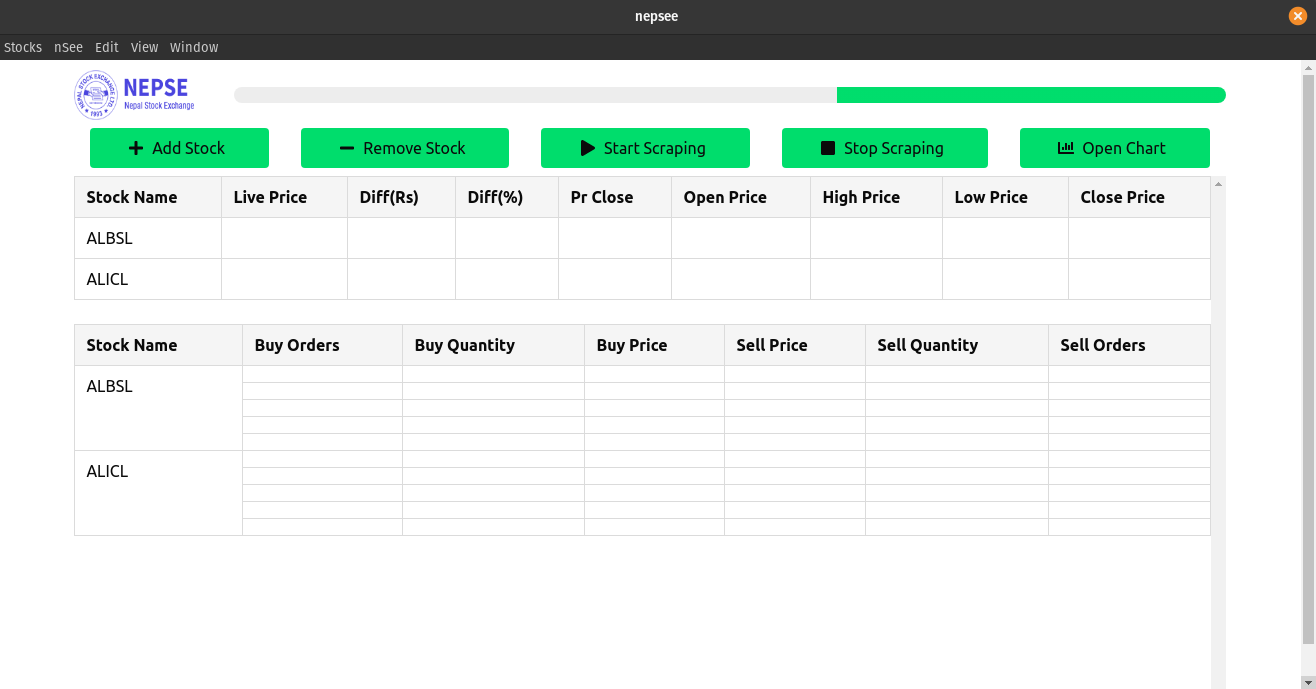 nepsee
Stocks nSee Edit View Window
NEPAL STOCK EXCHANGE LTD.
1993
NEPSE
Nepal Stock Exchange
Add Stock Remove Stock Start Scraping Stop Scraping Open Chart
Stock Name Live Price Diff(Rs) Diff(%) Pr Close Open Price High Price Low Price Close Price
ALBSL
ALICL
Stock Name Buy Orders Buy Quantity Buy Price Sell Price Sell Quantity Sell Orders
ALBSL
ALICL